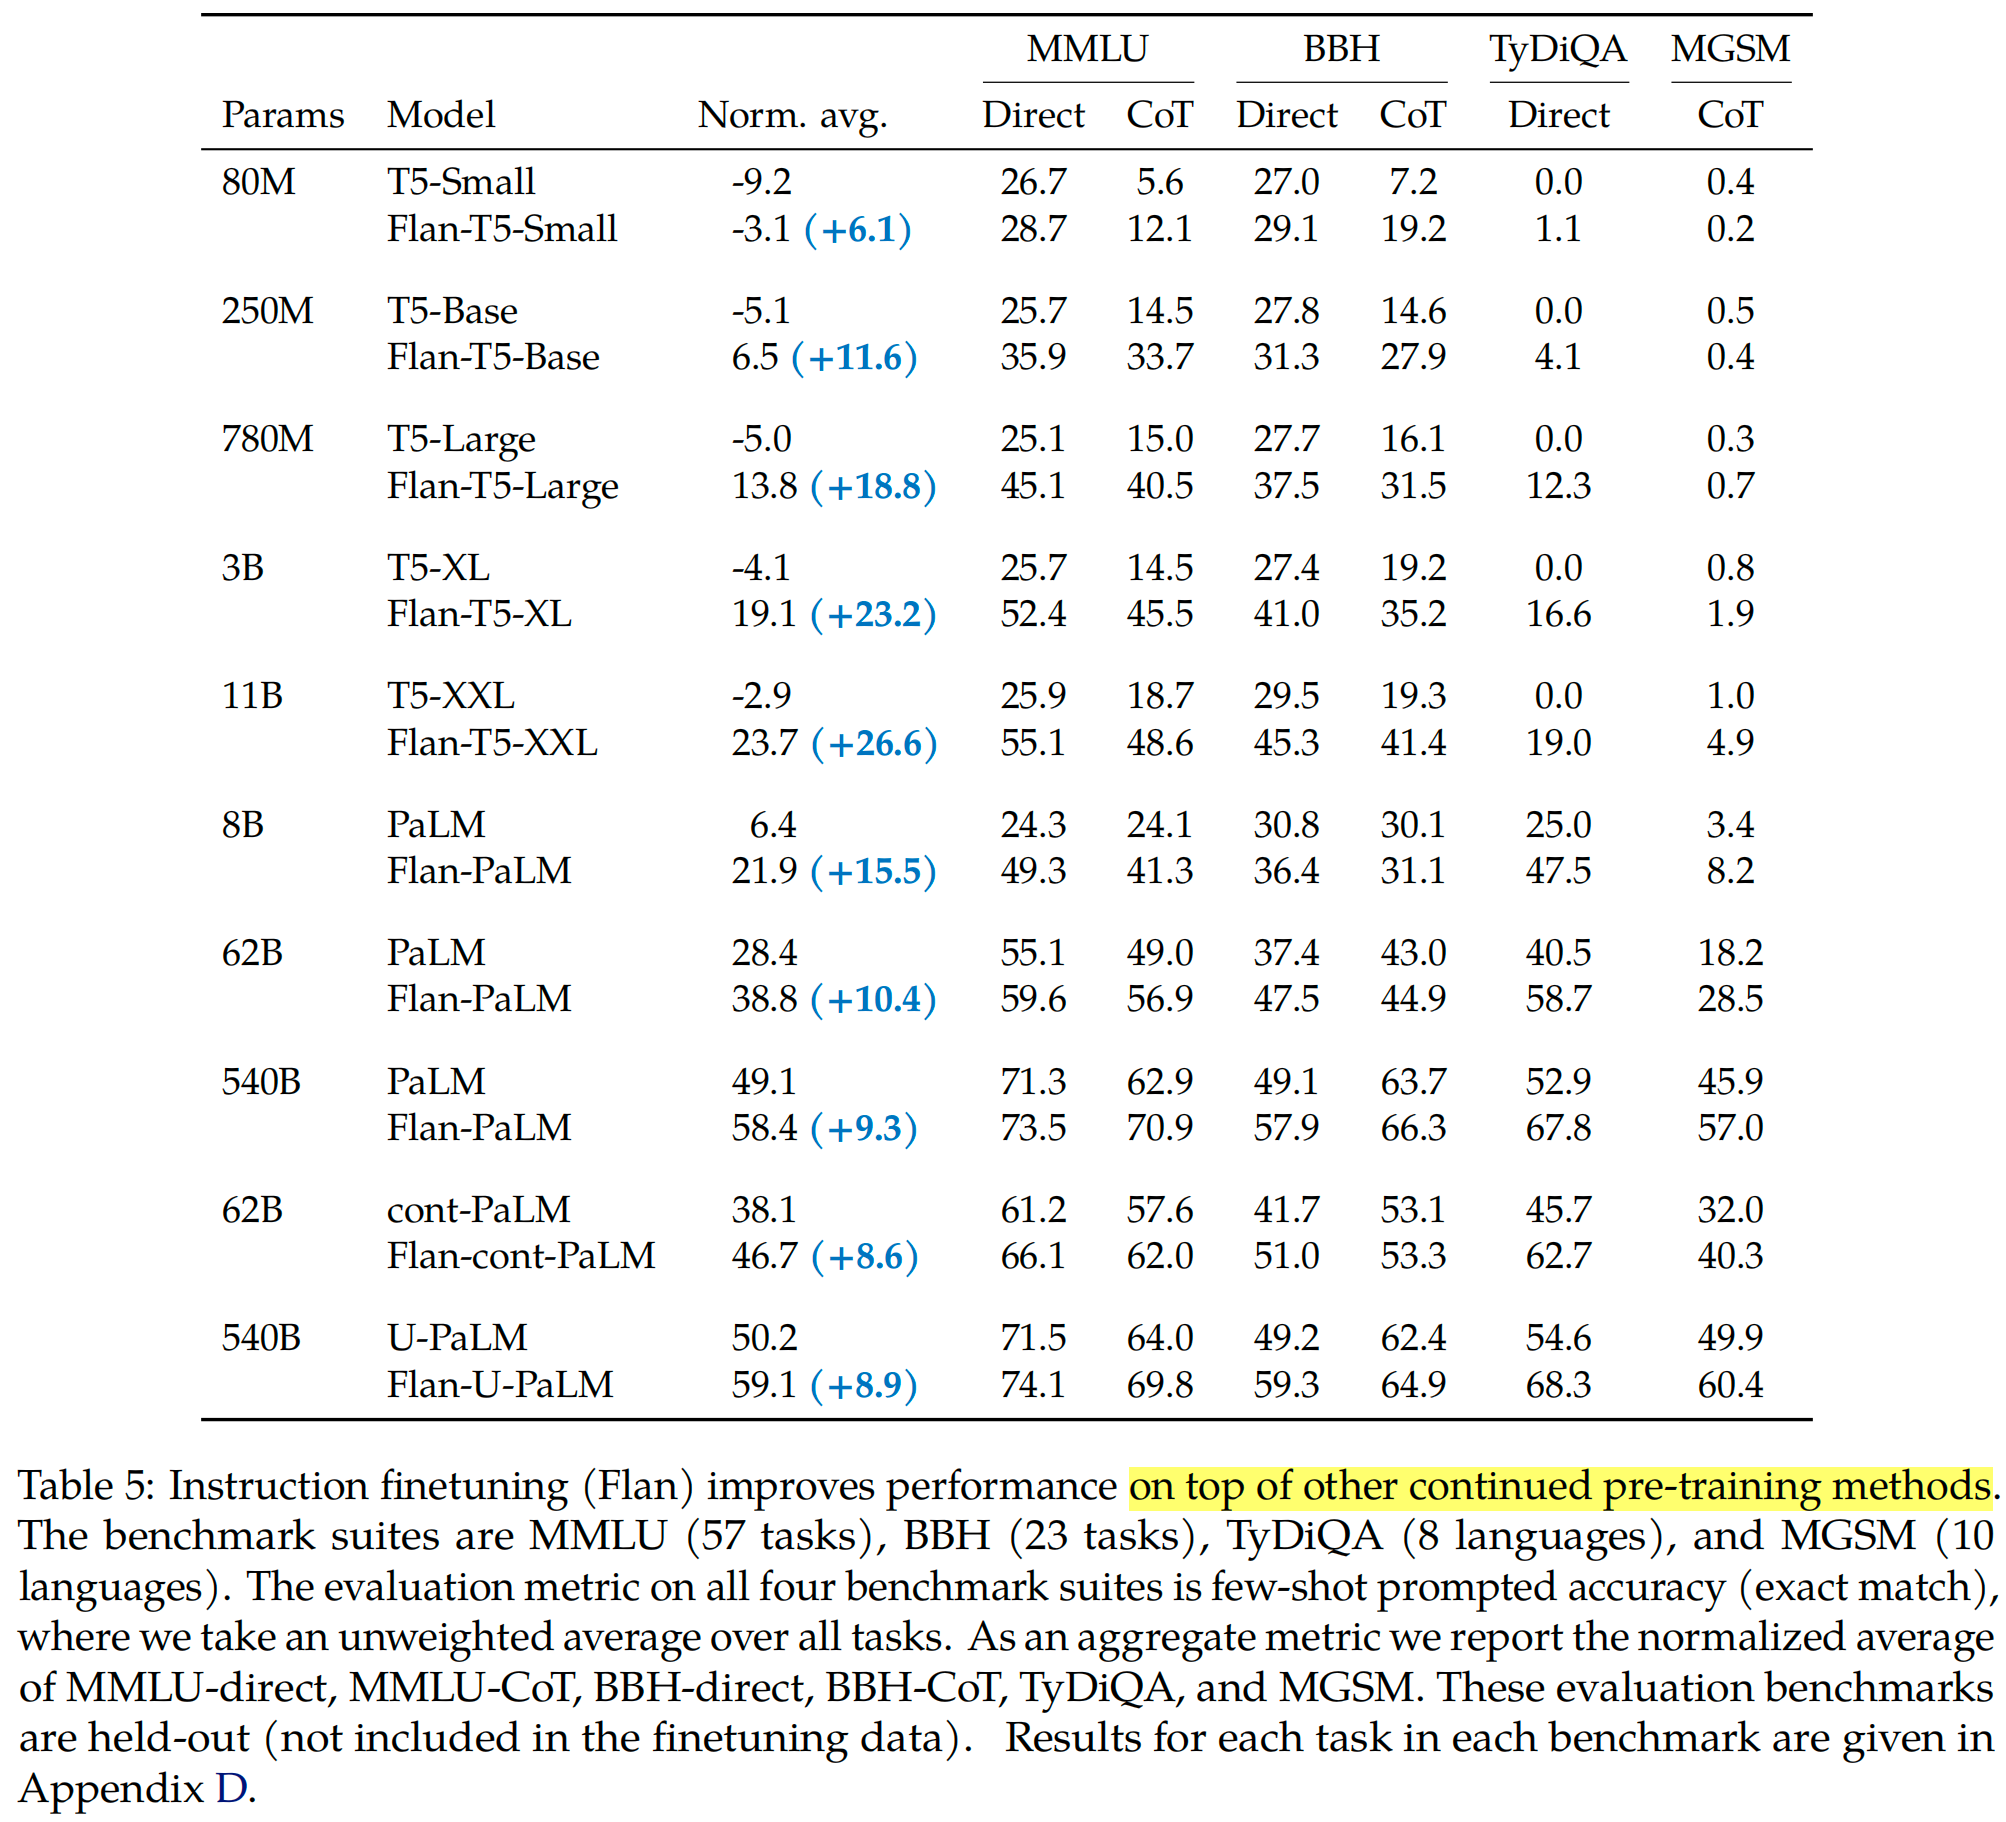 MMLU BBH TyDiQA MGSM
Params Model Norm. avg. Direct CoT Direct CoT Direct CoT
80M T5-Small -9.2 26.7 5.6 27.0 7.2 0.0 0.4
Flan-T5-Small -3.1 (+6.1) 28.7 12.1 29.1 19.2 1.1 0.2
250M T5-Base -5.1 25.7 14.5 27.8 14.6 0.0 0.5
Flan-T5-Base 6.5 (+11.6) 35.9 33.7 31.3 27.9 4.1 0.4
780M T5-Large -5.0 25.1 15.0 27.7 16.1 0.0 0.3
Flan-T5-Large 13.8 (+18.8) 45.1 40.5 37.5 31.5 12.3 0.7
3B T5-XL -4.1 25.7 14.5 27.4 19.2 0.0 0.8
Flan-T5-XL 19.1 (+23.2) 52.4 45.5 41.0 35.2 16.6 1.9
11B T5-XXL -2.9 25.9 18.7 29.5 19.3 0.0 1.0
Flan-T5-XXL 23.7 (+26.6) 55.1 48.6 45.3 41.4 19.0 4.9
8B PaLM 6.4 24.3 24.1 30.8 30.1 25.0 3.4
Flan-PaLM 21.9 (+15.5) 49.3 41.3 36.4 31.1 47.5 8.2
62B PaLM 28.4 55.1 49.0 37.4 43.0 40.5 18.2
Flan-PaLM 38.8 (+10.4) 59.6 56.9 47.5 44.9 58.7 28.5
540B PaLM 49.1 71.3 62.9 49.1 63.7 52.9 45.9
Flan-PaLM 58.4 (+9.3) 73.5 70.9 57.9 66.3 67.8 57.0
62B cont-PaLM 38.1 61.2 57.6 41.7 53.1 45.7 32.0
Flan-cont-PaLM 46.7 (+8.6) 66.1 62.0 51.0 53.3 62.7 40.3
540B U-PaLM 50.2 71.5 64.0 49.2 62.4 54.6 49.9
Flan-U-PaLM 59.1 (+8.9) 74.1 69.8 59.3 64.9 68.3 60.4
Table 5: Instruction finetuning (Flan) improves performance on top of other continued pre-training methods.
The benchmark suites are MMLU (57 tasks), BBH (23 tasks), TyDiQA (8 languages), and MGSM (10
languages). The evaluation metric on all four benchmark suites is few-shot prompted accuracy (exact match),
where we take an unweighted average over all tasks. As an aggregate metric we report the normalized average
of MMLU-direct, MMLU-CoT, BBH-direct, BBH-CoT, TyDiQA, and MGSM. These evaluation benchmarks
are held-out (not included in the finetuning data). Results for each task in each benchmark are given in
Appendix D.